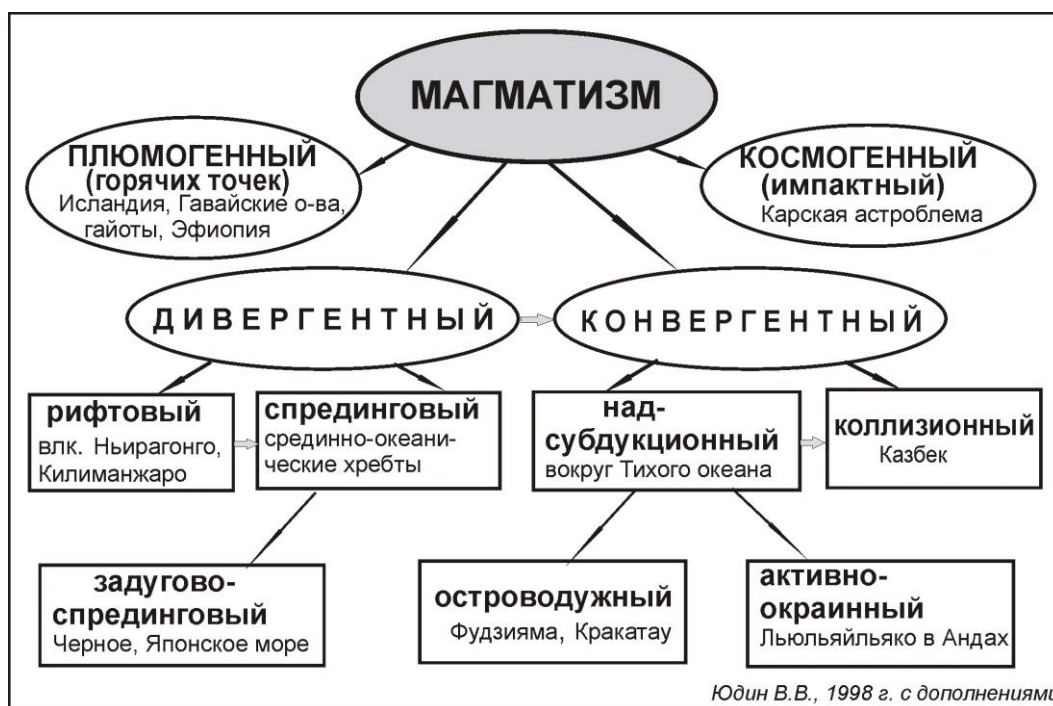 МАГМАТИЗМ
ПЛЮМОГЕННЫЙ
(горячих точек)
Исландия, Гавайские о-ва,
гайоты, Эфиопия
КОСМОГЕННЫЙ
(импактный)
Карская астроблема
ДИВЕРГЕНТНЫЙ
КОНВЕРГЕНТНЫЙ
рифтовый
влк. Ньирагонго,
Килиманжаро
спрединговый
срединно-океани-
ческие хребты
над-
субдукционный
вокруг Тихого океана
коллизионный
Казбек
задугово-
спрединговый
Черное, Японское море
островодужный
Фудзияма, Кракатау
активно-
окраинный
Льюльяйльяко в Андах
Юдин В.В., 1998 г. с дополнениями